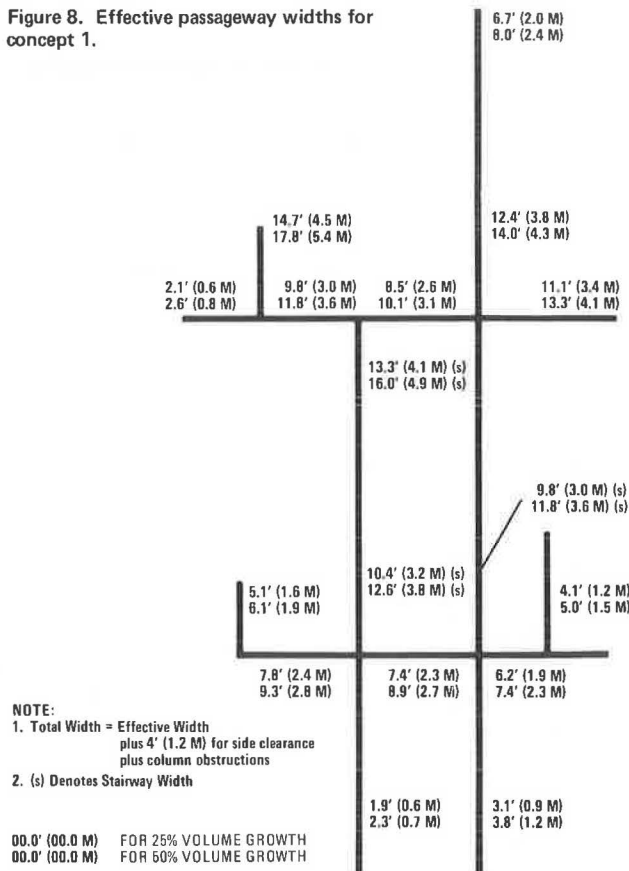 Figure 8. Effective passageway widths for
concept 1.
6.7' (2.0 M)
8.0' (2.4 M)
14.7' (4.5 M)
17.8' (5.4 M)
12.4' (3.8 M)
14.0' (4.3 M)
2.1' (0.6 M)
2.6' (0.8 M)
9.8' (3.0 M)
11.8' (3.6 M)
8.5' (2.6 M)
10.1' (3.1 M)
11.1' (3.4 M)
13.3' (4.1 M)
13.3' (4.1 M) (s)
16.0' (4.9 M) (s)
9.8' (3.0 M) (s)
11.8' (3.6 M) (s)
10.4' (3.2 M) (s)
12.6' (3.8 M) (s)
5.1' (1.6 M)
6.1' (1.9 M)
4.1' (1.2 M)
5.0' (1.5 M)
7.8' (2.4 M)
9.3' (2.8 M)
7.4' (2.3 M)
8.9' (2.7 M)
6.2' (1.9 M)
7.4' (2.3 M)
NOTE:
1. Total Width = Effective Width
plus 4' (1.2 M) for side clearance
plus column obstructions
2. (s) Denotes Stairway Width
1.9' (0.6 M)
2.3' (0.7 M)
3.1' (0.9 M)
3.8' (1.2 M)
00.0' (00.0 M) FOR 25% VOLUME GROWTH
00.0' (00.0 M) FOR 50% VOLUME GROWTH